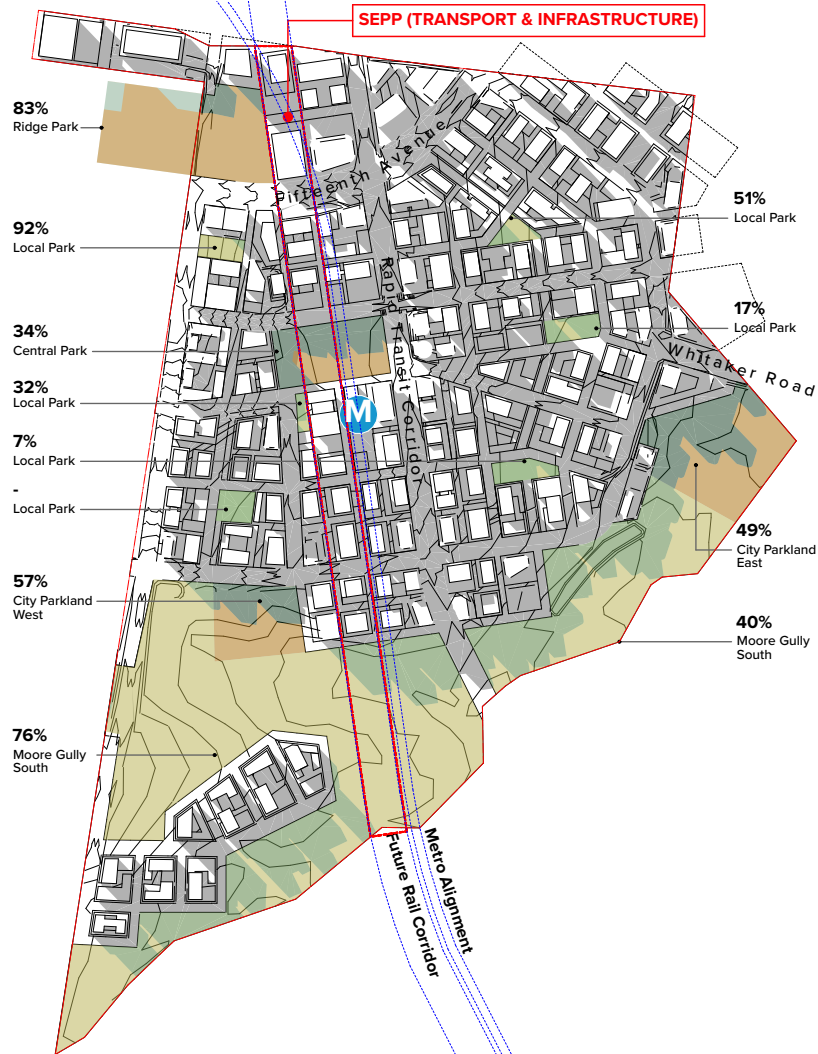 SEPP (TRANSPORT & INFRASTRUCTURE)
83%
Ridge Park
Fifteenth Avenue
51%
Local Park
92%
Local Park
Rapid Transit Corridor
17%
Local Park
34%
Central Park
Whitaker Road
32%
Local Park
M
7%
Local Park
-
Local Park
49%
City Parkland
East
57%
City Parkland
West
40%
Moore Gully
South
76%
Moore Gully
South
Metro Alignment
Future Rail Corridor